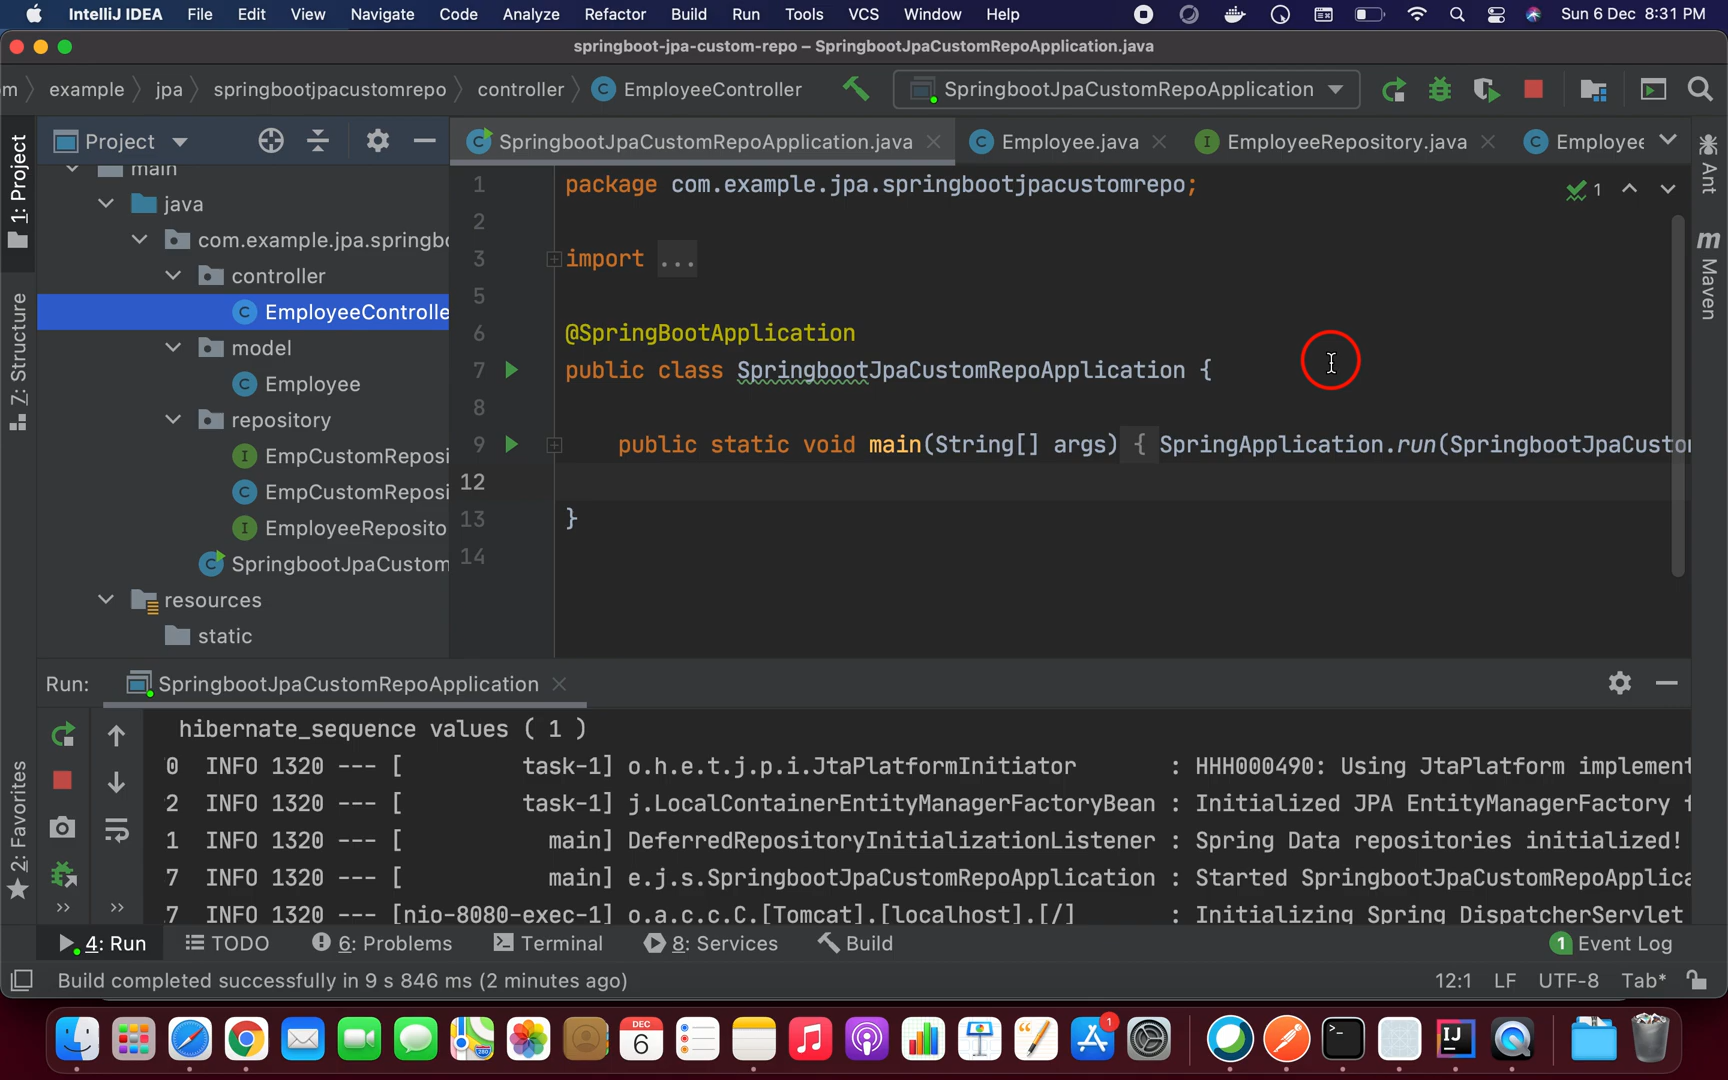 IntelliJ IDEA File Edit View Navigate Code Analyze Refactor Build Run Tools VCS Window Help Sun 6 Dec 8:31 PM
springboot-jpa-custom-repo – SpringbootJpaCustomRepoApplication.java
m example jpa springbootjpacustomrepo controller C EmployeeController SpringbootJpaCustomRepoApplication
Project SpringbootJpaCustomRepoApplication.java Employee.java EmployeeRepository.java Employee
1: Project
7: Structure
2: Favorites
Ant
m Maven
main
java
com.example.jpa.springbo
controller
C EmployeeControlle
model
C Employee
repository
I EmpCustomReposi
C EmpCustomReposi
I EmployeeReposito
C SpringbootJpaCustom
resources
static
1 package com.example.jpa.springbootjpacustomrepo; 1
2
3 import ...
5
6 @SpringBootApplication
7 public class SpringbootJpaCustomRepoApplication {
8
9 public static void main(String[] args) { SpringApplication.run(SpringbootJpaCusto
12
13 }
14
Run: SpringbootJpaCustomRepoApplication
hibernate_sequence values ( 1 )
0 INFO 1320 --- [ task-1] o.h.e.t.j.p.i.JtaPlatformInitiator : HHH000490: Using JtaPlatform implement
2 INFO 1320 --- [ task-1] j.LocalContainerEntityManagerFactoryBean : Initialized JPA EntityManagerFactory f
1 INFO 1320 --- [ main] DeferredRepositoryInitializationListener : Spring Data repositories initialized!
7 INFO 1320 --- [ main] e.j.s.SpringbootJpaCustomRepoApplication : Started SpringbootJpaCustomRepoApplica
.7 INFO 1320 --- [nio-8080-exec-1] o.a.c.c.C.[Tomcat].[localhost].[/] : Initializing Spring DispatcherServlet
4: Run TODO 6: Problems Terminal 8: Services Build 1 Event Log
Build completed successfully in 9 s 846 ms (2 minutes ago) 12:1 LF UTF-8 Tab*
DEC
6
280
1
IJ